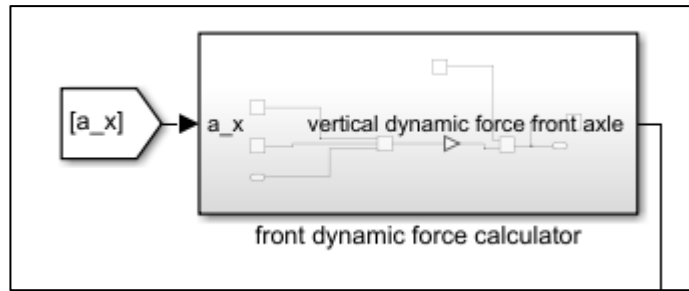 [a_x]
a_x
vertical dynamic force front axle
front dynamic force calculator